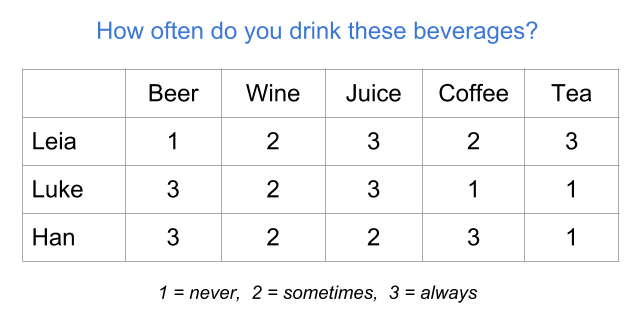 How often do you drink these beverages?
Beer Wine Juice Coffee Tea
Leia 1 2 3 2 3
Luke 3 2 3 1 1
Han 3 2 2 3 1
1 = never, 2 = sometimes, 3 = always